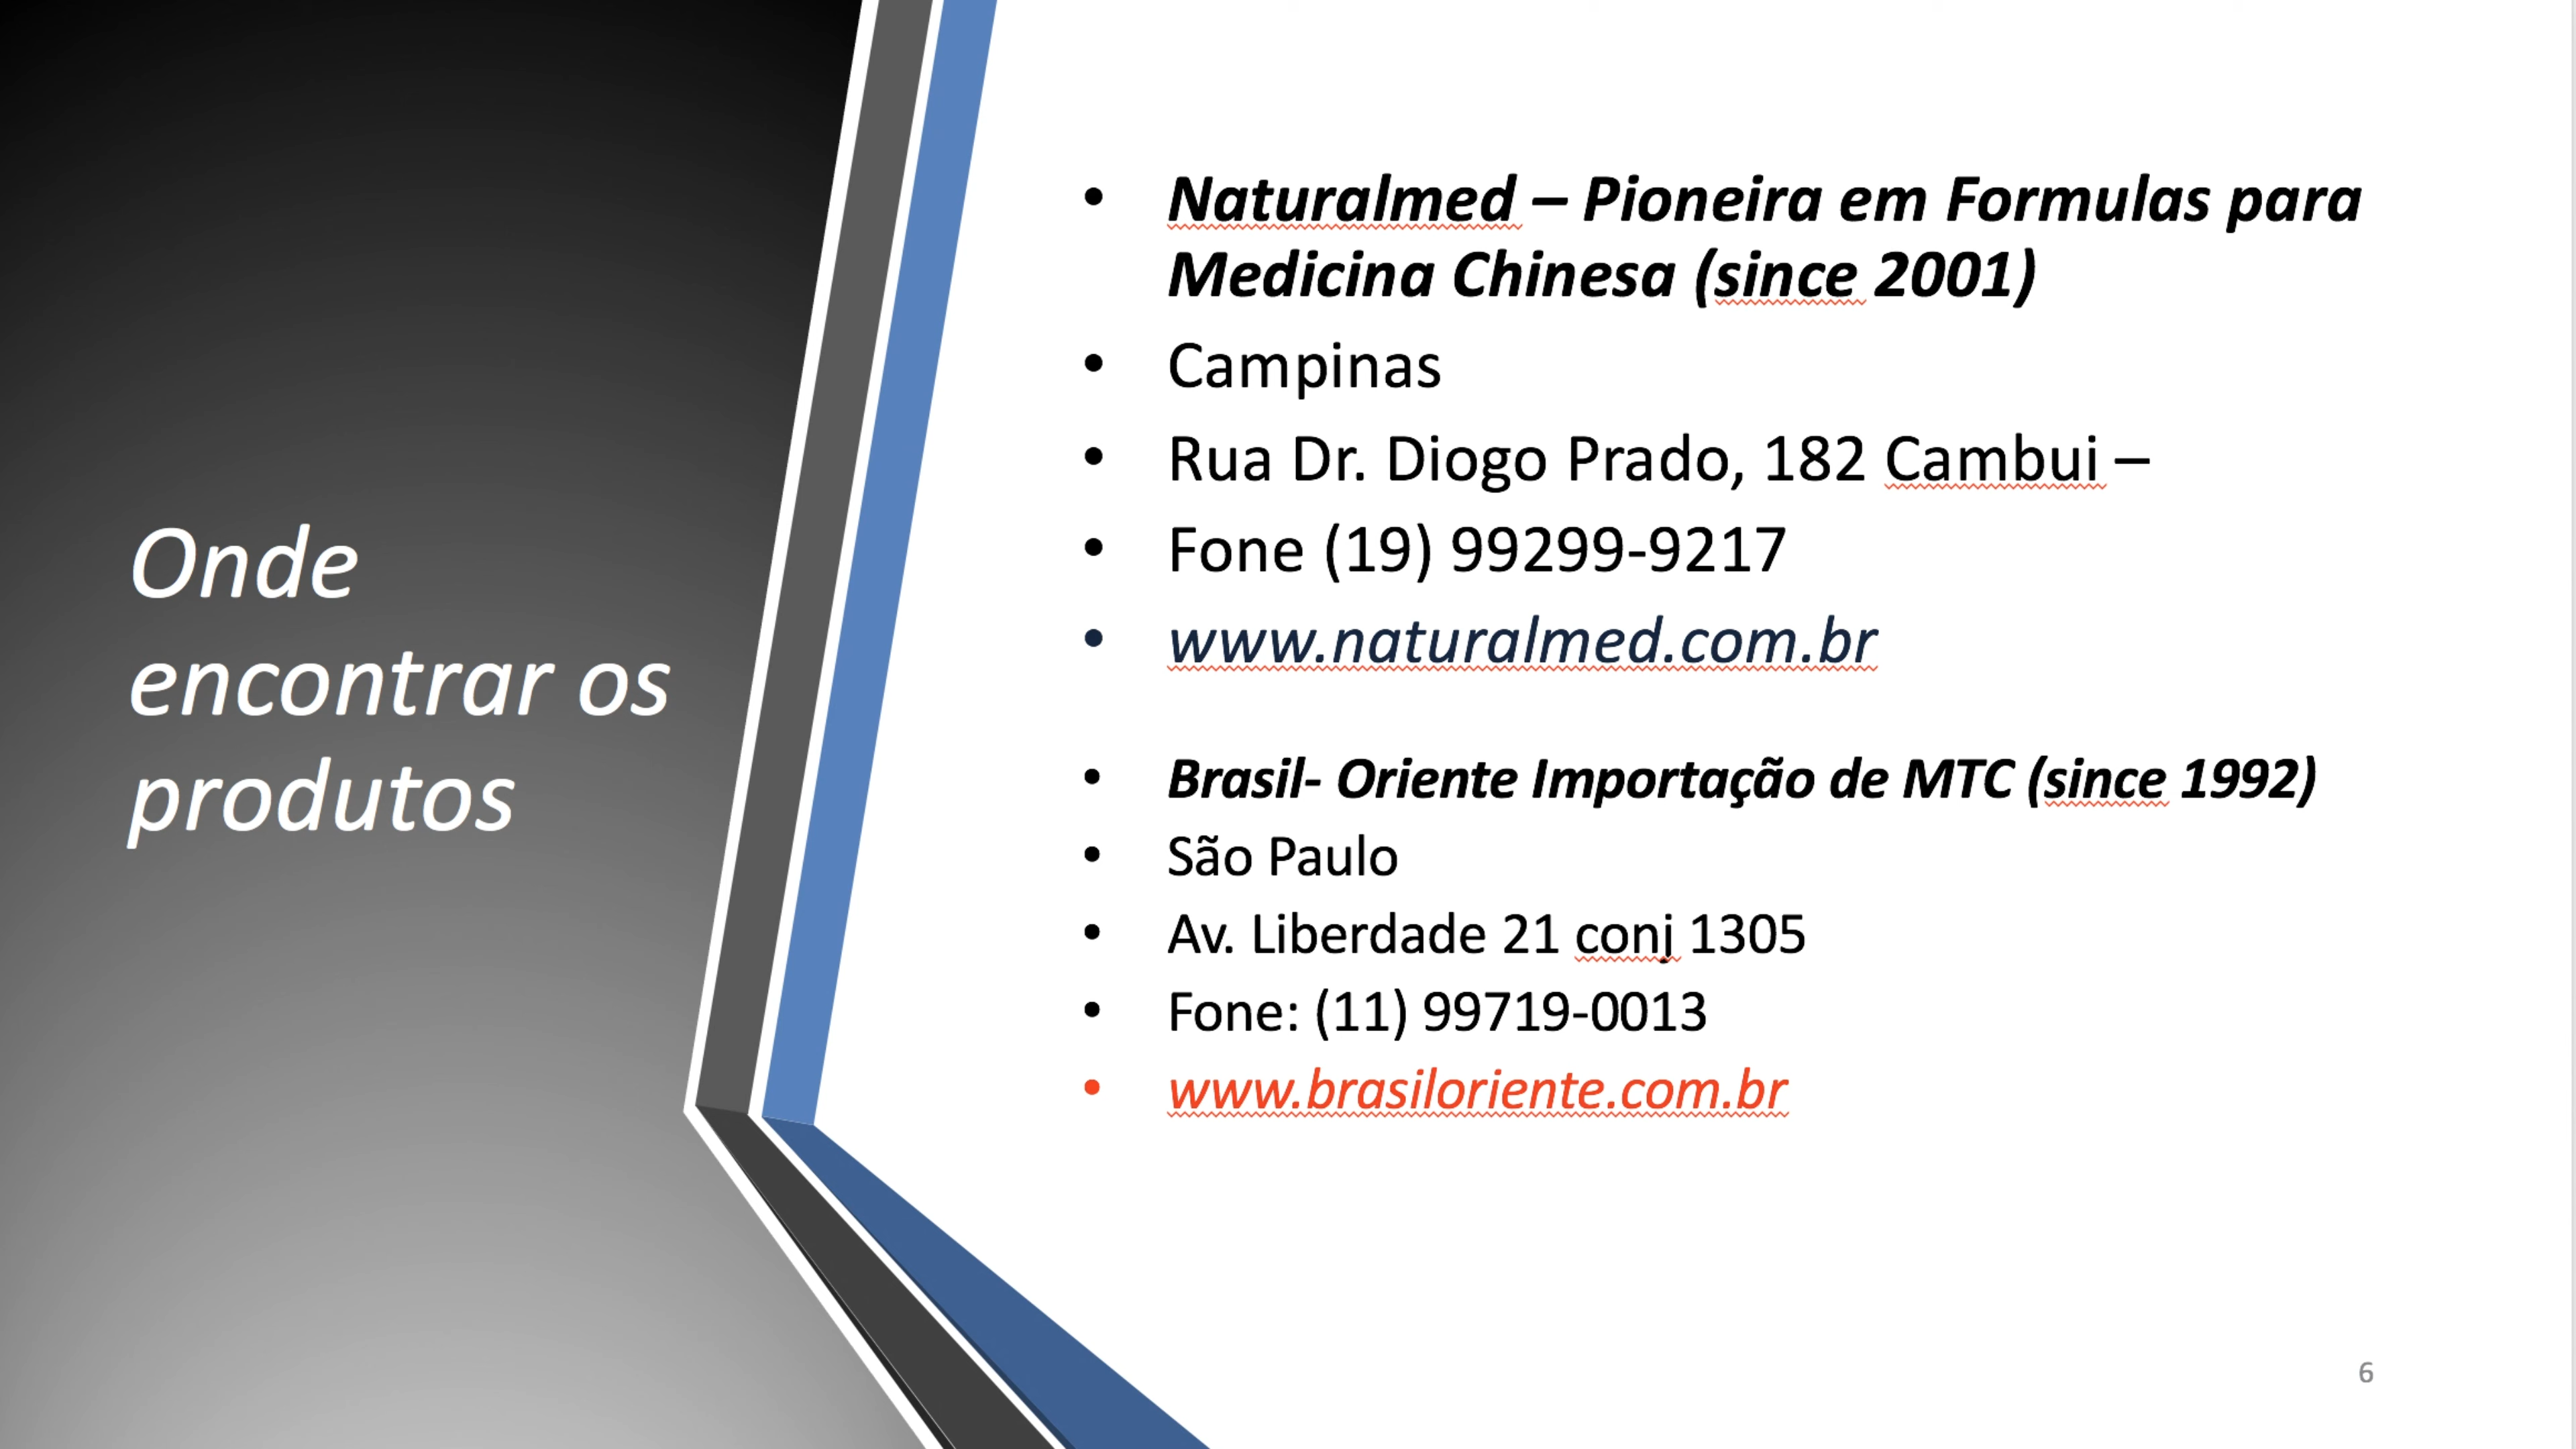 Onde
encontrar os
produtos
• Naturalmed – Pioneira em Formulas para
Medicina Chinesa (since 2001)
• Campinas
• Rua Dr. Diogo Prado, 182 Cambui –
• Fone (19) 99299-9217
• www.naturalmed.com.br
• Brasil- Oriente Importação de MTC (since 1992)
• São Paulo
• Av. Liberdade 21 conj 1305
• Fone: (11) 99719-0013
• www.brasiloriente.com.br
6